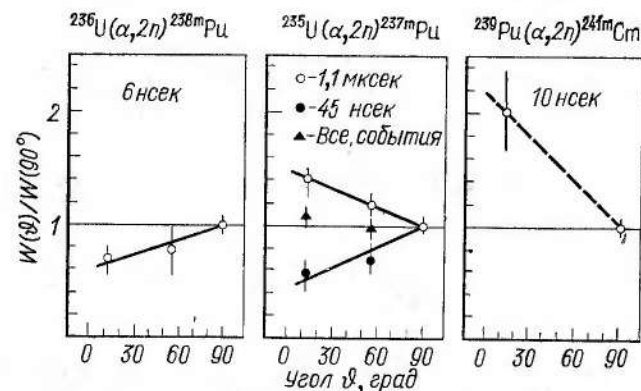 ²³⁶U(α,2n)²³⁸ᵐPu
²³⁵U(α,2n)²³⁷ᵐPu
²³⁹Pu(α,2n)²⁴¹ᵐCm
6 нсек
○-1,1 мксек
●-45 нсек
▲-Все, события
10 нсек
W(ϑ)/W(90°)
2
1
0 30 60 90
0 30 60 90
0 30 60 90
Угол ϑ, град